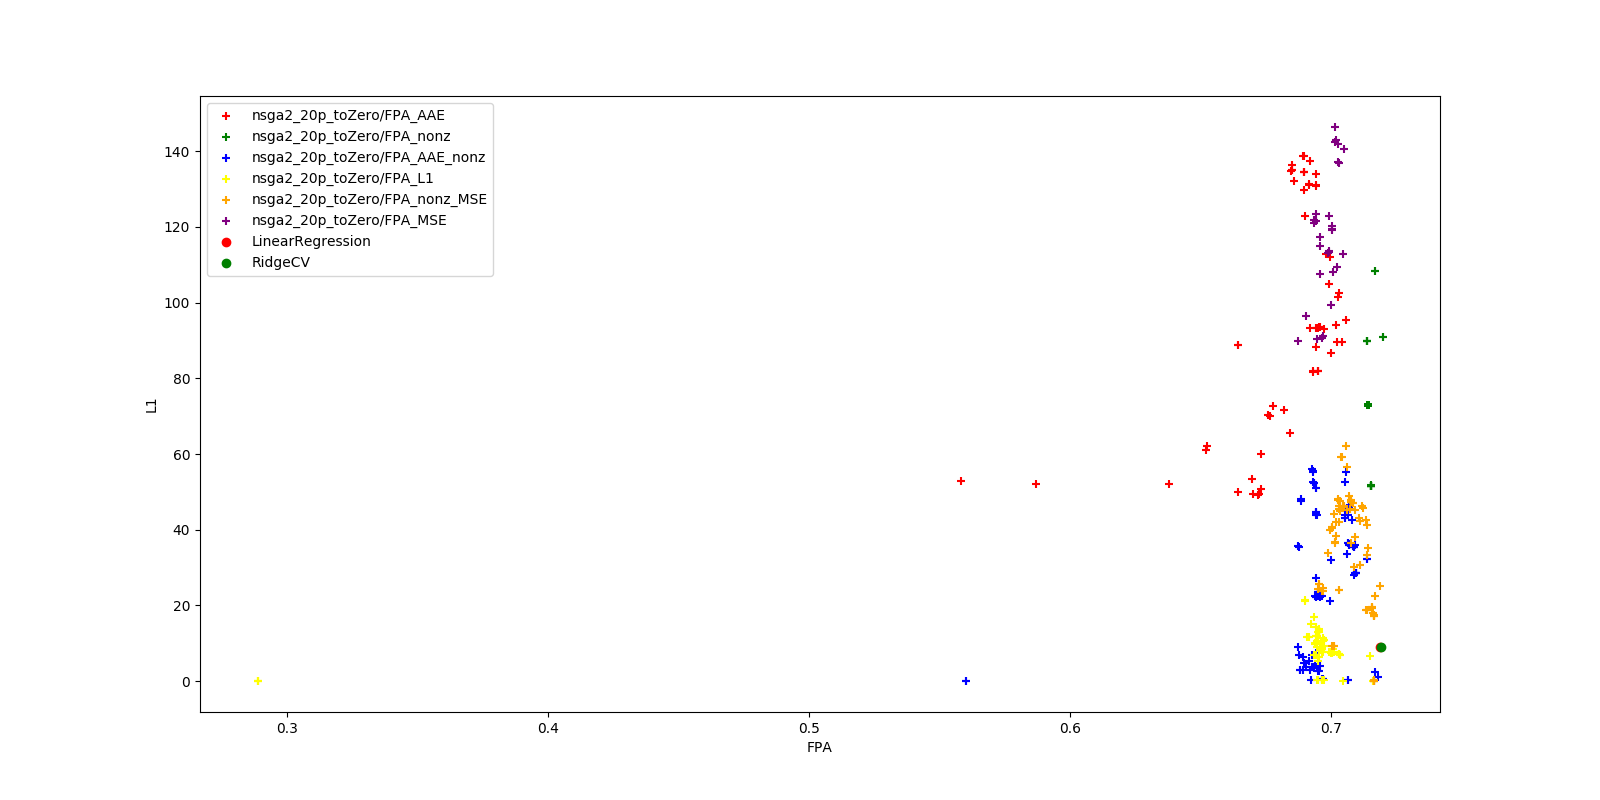 nsga2_20p_toZero/FPA_AAE
nsga2_20p_toZero/FPA_nonz
nsga2_20p_toZero/FPA_AAE_nonz
nsga2_20p_toZero/FPA_L1
nsga2_20p_toZero/FPA_nonz_MSE
nsga2_20p_toZero/FPA_MSE
LinearRegression
RidgeCV
140
120
100
80
60
40
20
0
L1
0.3 0.4 0.5 0.6 0.7
FPA